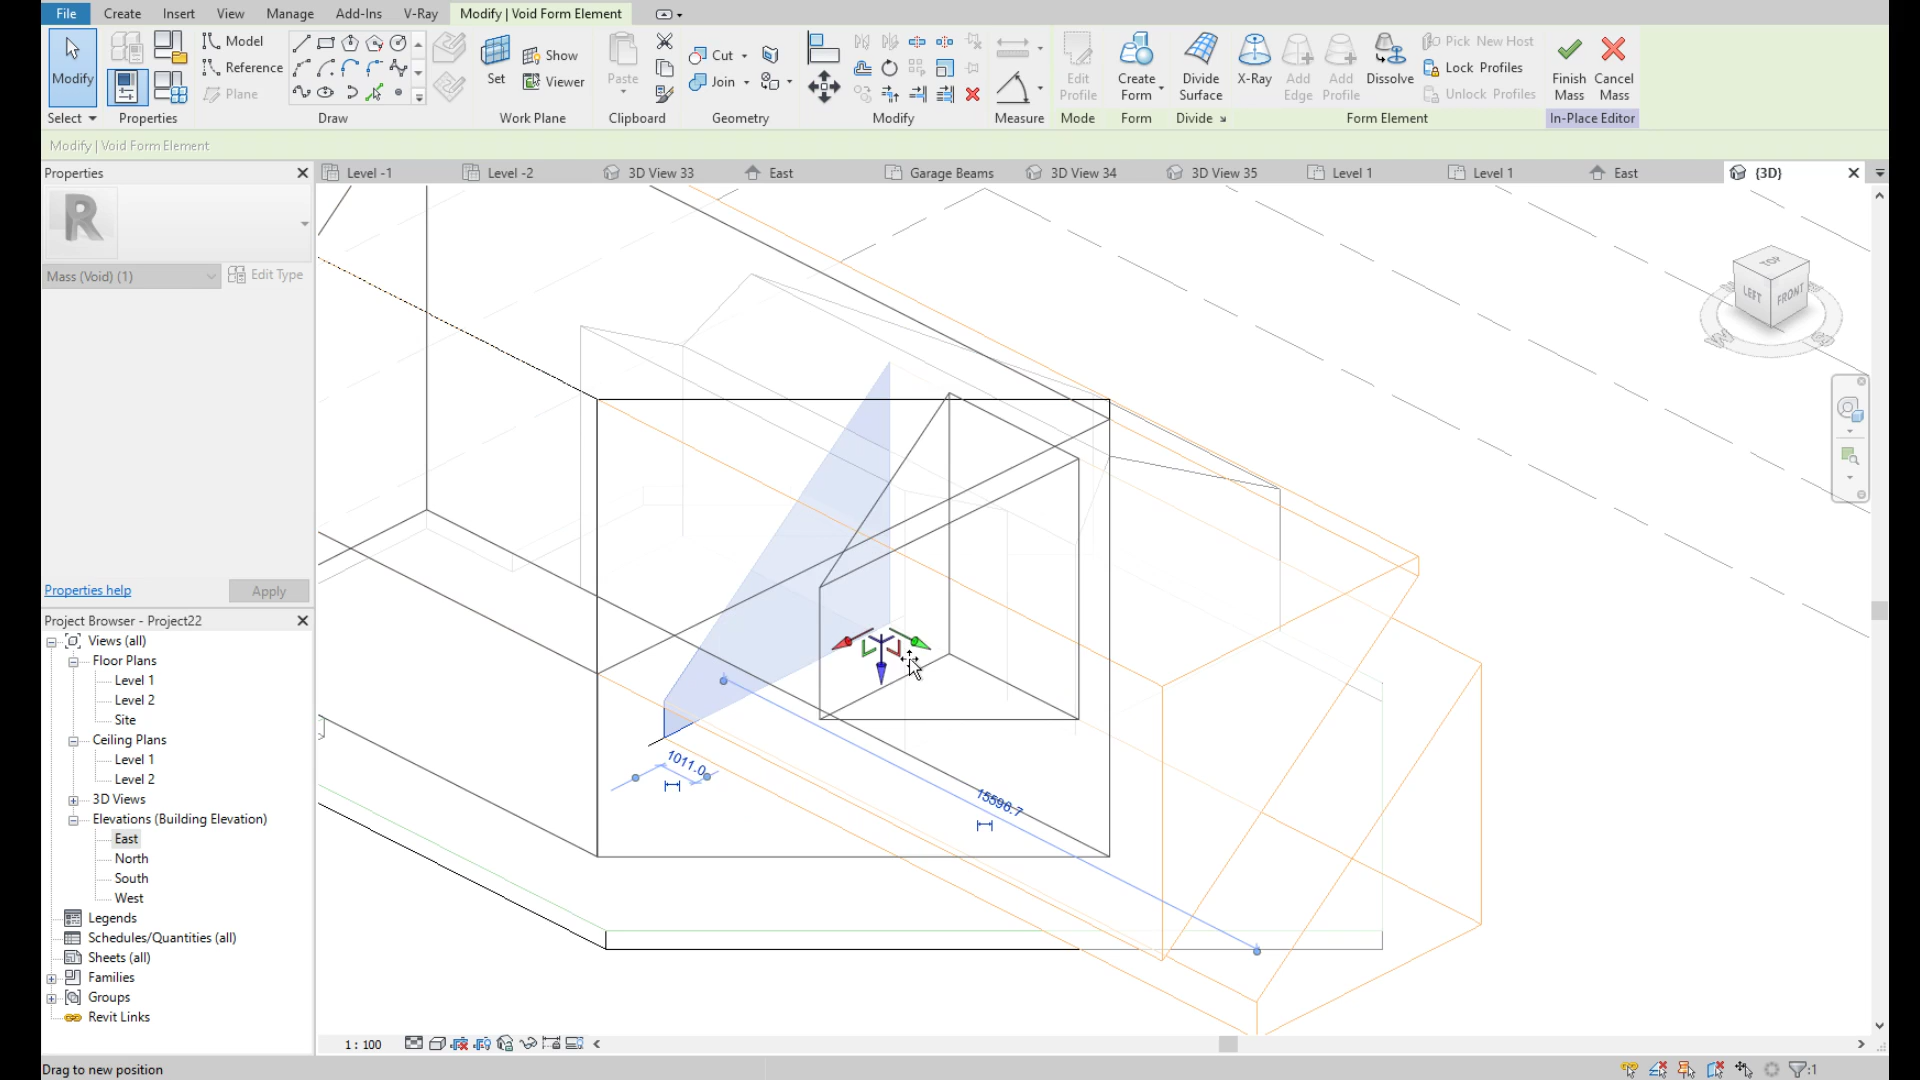 File Create Insert View Manage Add-Ins V-Ray Modify | Void Form Element
Modify
Select
Properties
Model
Reference
Plane
Draw
Set
Show
Viewer
Work Plane
Paste
Clipboard
Cut
Join
Geometry
Modify
Measure
Edit
Profile
Mode
Create
Form
Form
Divide
Surface
Divide
X-Ray
Add
Edge
Add
Profile
Dissolve
Pick New Host
Lock Profiles
Unlock Profiles
Form Element
Finish
Mass
Cancel
Mass
In-Place Editor
Modify | Void Form Element
Properties
Level -1
Level -2
3D View 33
East
Garage Beams
3D View 34
3D View 35
Level 1
Level 1
East
{3D}
R
Mass (Void) (1)
Edit Type
Properties help
Apply
Project Browser - Project22
Views (all)
Floor Plans
Level 1
Level 2
Site
Ceiling Plans
Level 1
Level 2
3D Views
Elevations (Building Elevation)
East
North
South
West
Legends
Schedules/Quantities (all)
Sheets (all)
Families
Groups
Revit Links
TOP
LEFT
FRONT
W
1011.0
15596.7
1 : 100
Drag to new position
:1